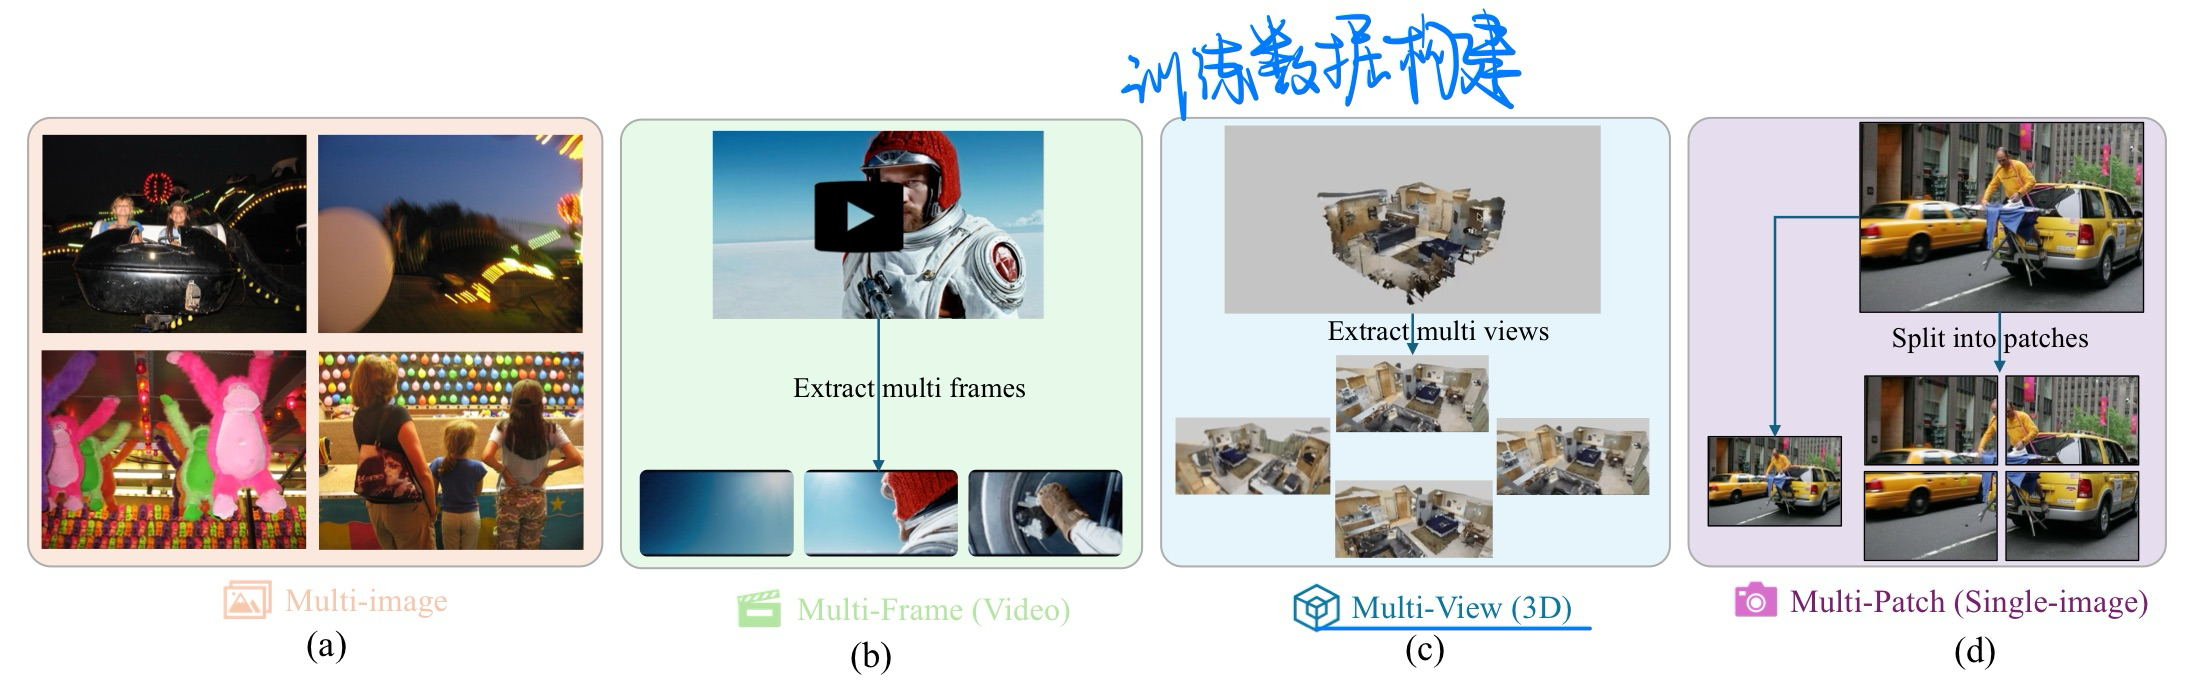 训练数据构建
Extract multi frames
Extract multi views
Split into patches
Multi-image
Multi-Frame (Video)
Multi-View (3D)
Multi-Patch (Single-image)
(a)
(b)
(c)
(d)